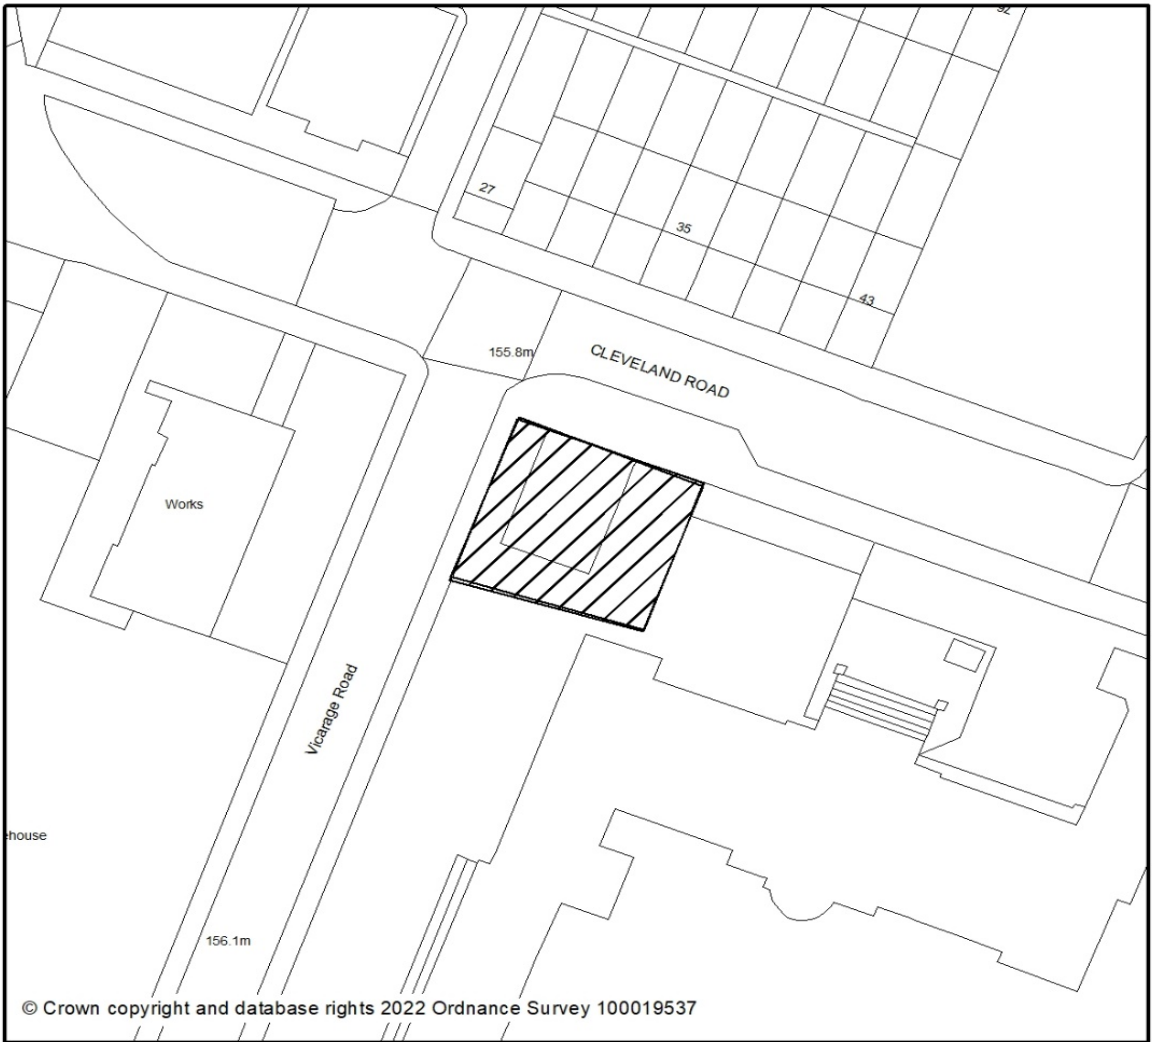 92
27
35
43
155.8m
CLEVELAND ROAD
Works
Vicarage Road
ehouse
156.1m
© Crown copyright and database rights 2022 Ordnance Survey 100019537